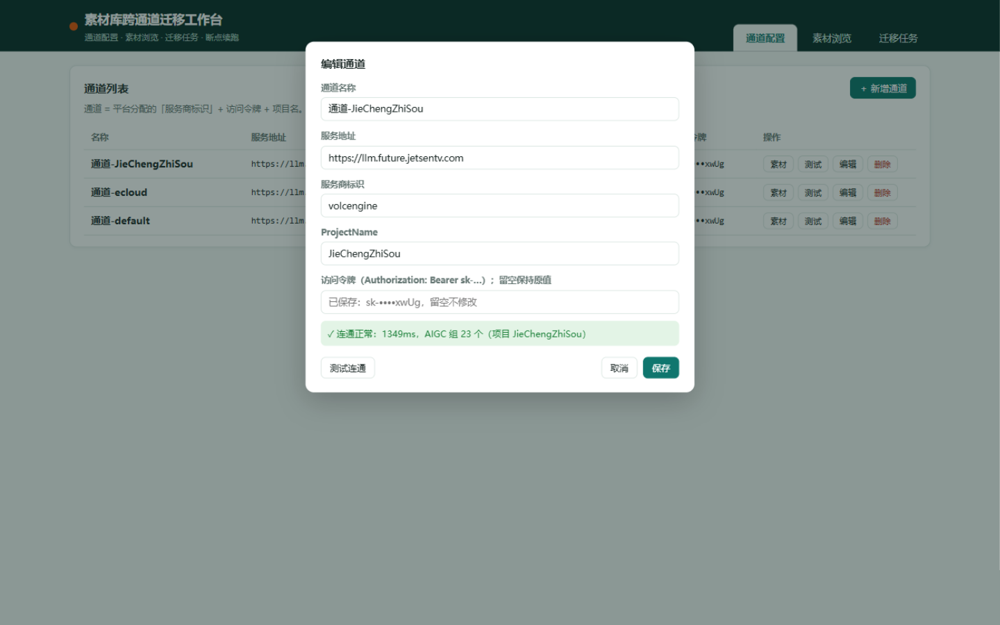 素材库跨通道迁移工作台
通道配置 · 素材浏览 · 迁移任务 · 断点续跑
通道配置
素材浏览
迁移任务
通道列表
+ 新增通道
通道 = 平台分配的「服务商标识」+ 访问令牌 + 项目名。
名称
服务地址
牌
操作
通道-JieChengZhiSou
https://llm
••xwUg
素材
测试
编辑
删除
通道-ecloud
https://llm
••xwUg
素材
测试
编辑
删除
通道-default
https://llm
••xwUg
素材
测试
编辑
删除
编辑通道
通道名称
通道-JieChengZhiSou
服务地址
https://llm.future.jetsentv.com
服务商标识
volcengine
ProjectName
JieChengZhiSou
访问令牌（Authorization: Bearer sk-...）；留空保持原值
已保存：sk-••••xwUg，留空不修改
✓ 连通正常：1349ms，AIGC 组 23 个（项目 JieChengZhiSou）
测试连通
取消
保存